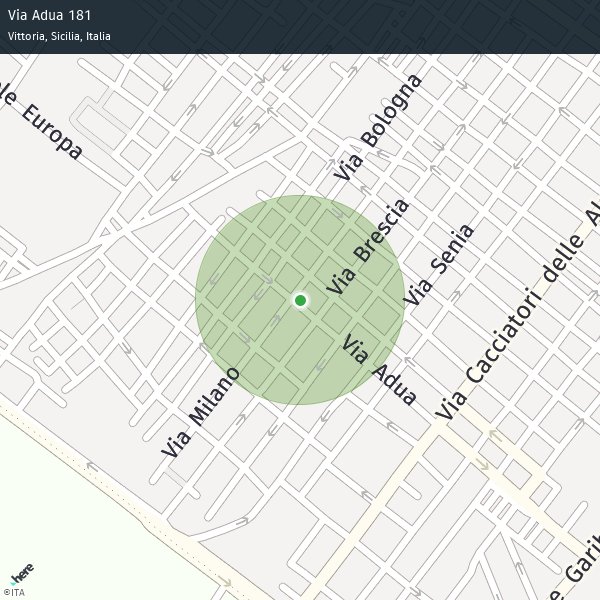 Via Adua 181
Vittoria, Sicilia, Italia
le Europa
Via Bologna
Via Brescia
Via Senia
Via Cacciatori delle Al
Via Adua
Via Milano
e Garib
here
©ITA